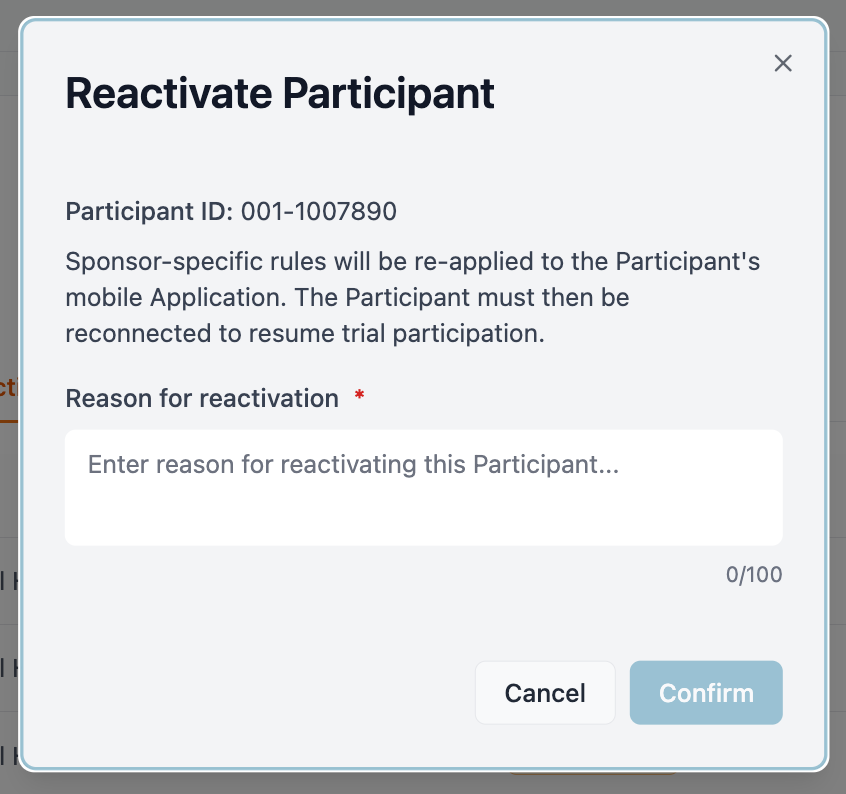 Reactivate Participant
Participant ID: 001-1007890
Sponsor-specific rules will be re-applied to the Participant's
mobile Application. The Participant must then be
reconnected to resume trial participation.
Reason for reactivation *
Enter reason for reactivating this Participant...
0/100
Cancel
Confirm